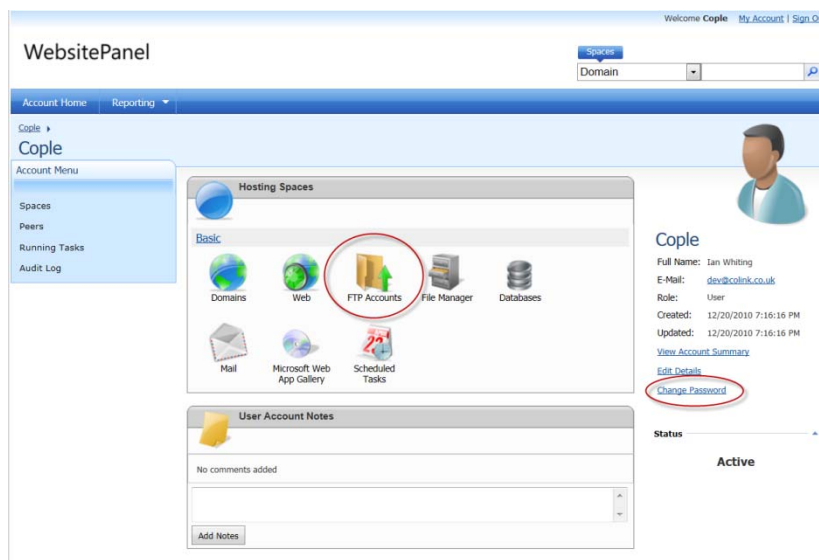 Welcome Cople My Account | Sign O
WebsitePanel
Spaces
Domain
Account Home Reporting
Cople
Cople
Account Menu
Spaces
Peers
Running Tasks
Audit Log
Hosting Spaces
Basic
Domains Web FTP Accounts File Manager Databases
22
Mail Microsoft Web App Gallery Scheduled Tasks
User Account Notes
No comments added
Add Notes
Cople
Full Name: Ian Whiting
E-Mail: dev@colink.co.uk
Role: User
Created: 12/20/2010 7:16:16 PM
Updated: 12/20/2010 7:16:16 PM
View Account Summary
Edit Details
Change Password
Status
Active